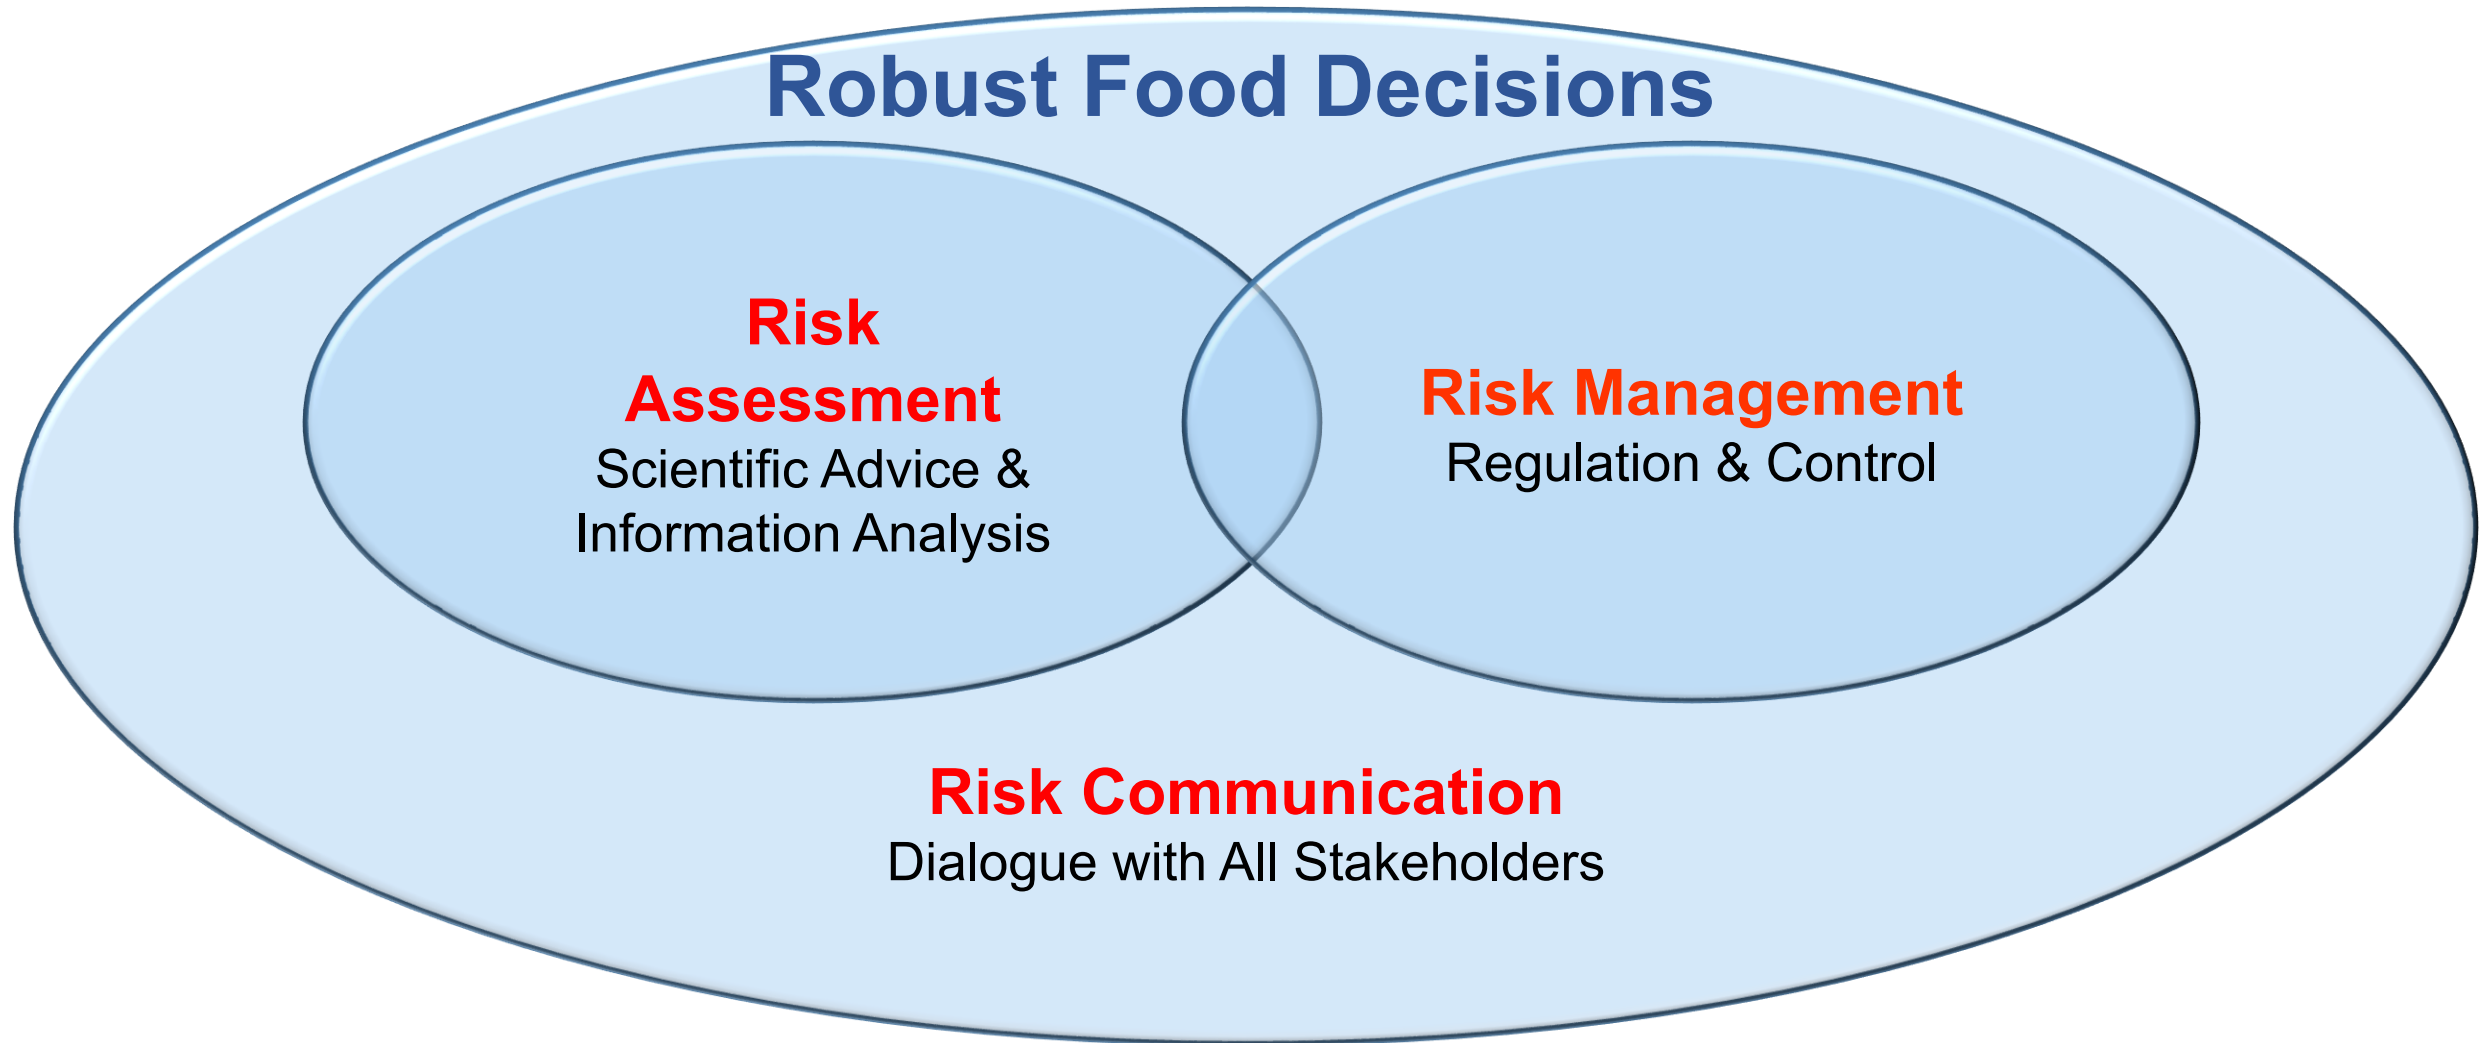 Robust Food Decisions
Risk
Assessment
Scientific Advice &
Information Analysis
Risk Management
Regulation & Control
Risk Communication
Dialogue with All Stakeholders